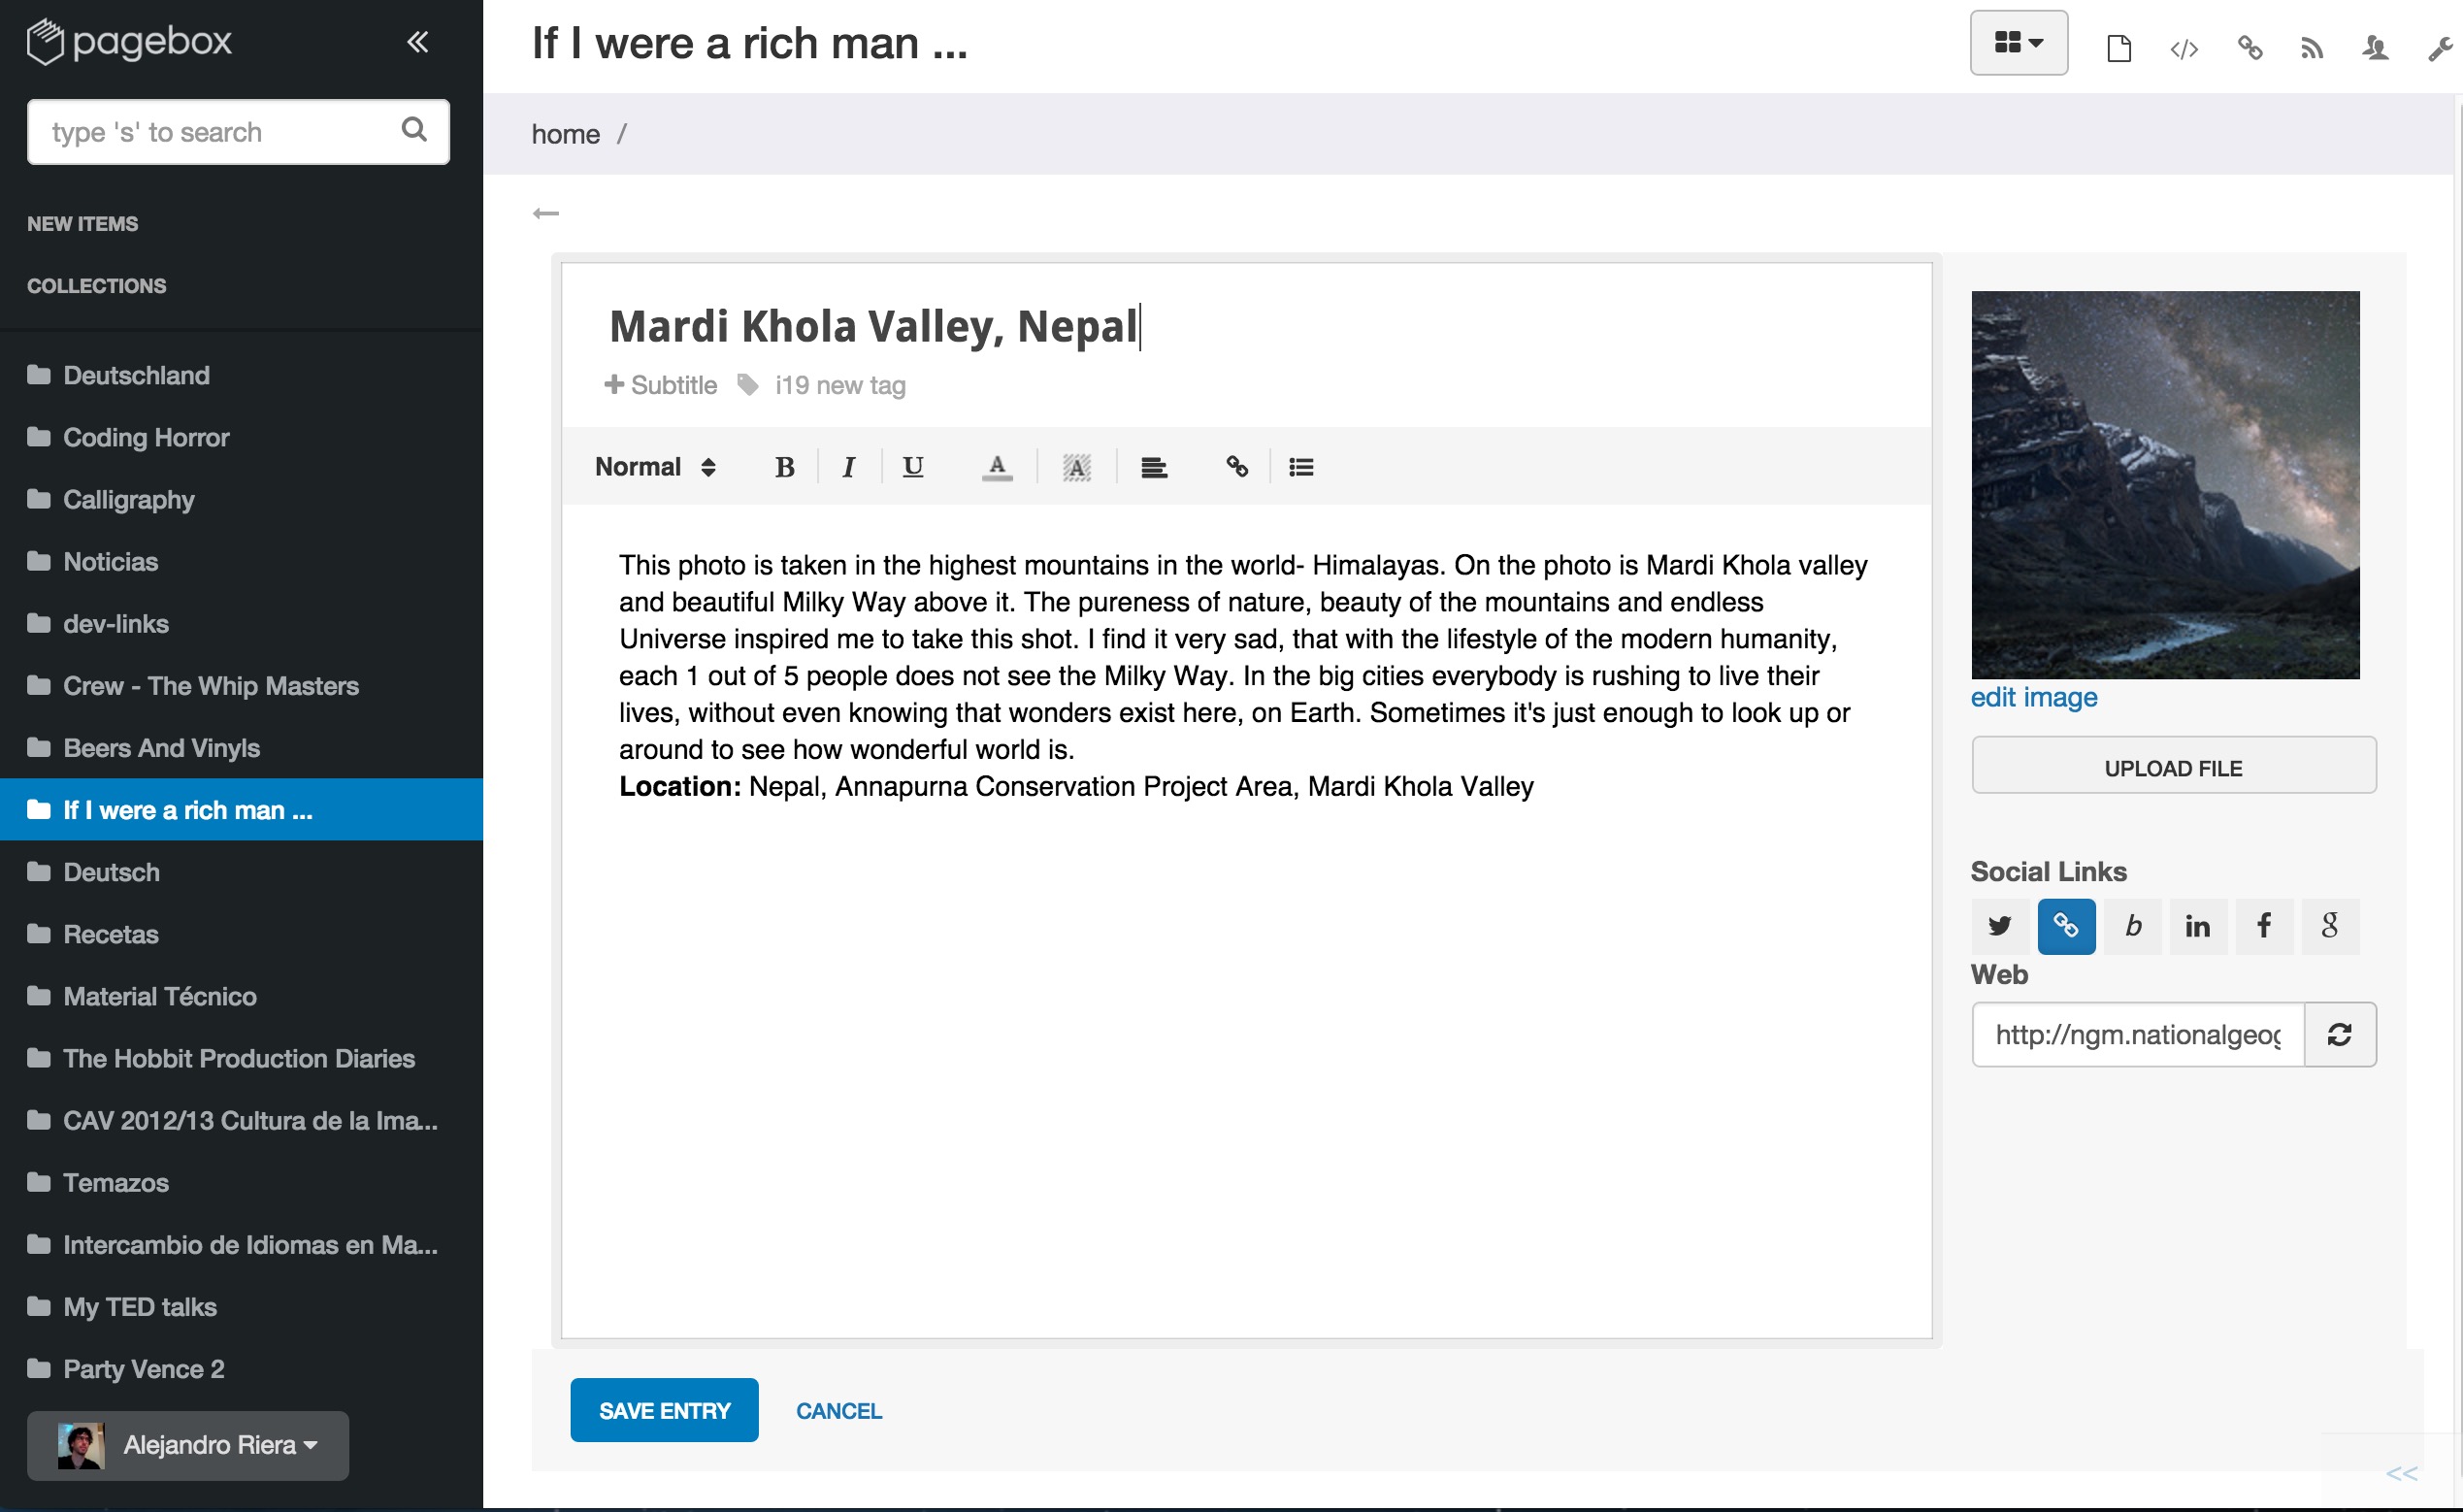 pagebox
type 's' to search
NEW ITEMS
COLLECTIONS
Deutschland
Coding Horror
Calligraphy
Noticias
dev-links
Crew - The Whip Masters
Beers And Vinyls
If I were a rich man ...
Deutsch
Recetas
Material Técnico
The Hobbit Production Diaries
CAV 2012/13 Cultura de la Ima...
Temazos
Intercambio de Idiomas en Ma...
My TED talks
Party Vence 2
Alejandro Riera
If I were a rich man ...
home /
Mardi Khola Valley, Nepal
Subtitle i19 new tag
Normal B I U A A
This photo is taken in the highest mountains in the world- Himalayas. On the photo is Mardi Khola valley
and beautiful Milky Way above it. The pureness of nature, beauty of the mountains and endless
Universe inspired me to take this shot. I find it very sad, that with the lifestyle of the modern humanity,
each 1 out of 5 people does not see the Milky Way. In the big cities everybody is rushing to live their
lives, without even knowing that wonders exist here, on Earth. Sometimes it's just enough to look up or
around to see how wonderful world is.
Location: Nepal, Annapurna Conservation Project Area, Mardi Khola Valley
SAVE ENTRY CANCEL
edit image
UPLOAD FILE
Social Links
b in f g
Web
http://ngm.nationalgeog
<<